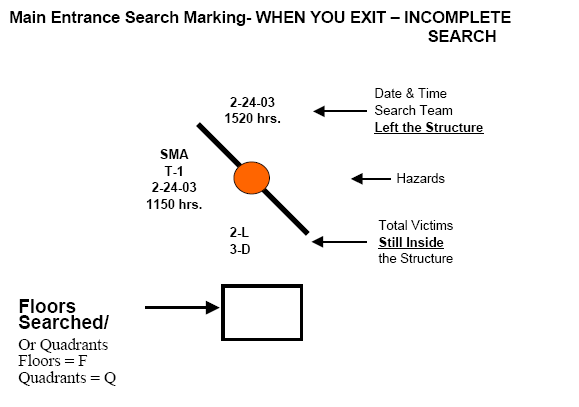 Main Entrance Search Marking- WHEN YOU EXIT – INCOMPLETE
SEARCH
2-24-03
1520 hrs.
Date & Time
Search Team
Left the Structure
SMA
T-1
2-24-03
1150 hrs.
Hazards
2-L
3-D
Total Victims
Still Inside
the Structure
Floors
Searched/
Or Quadrants
Floors = F
Quadrants = Q